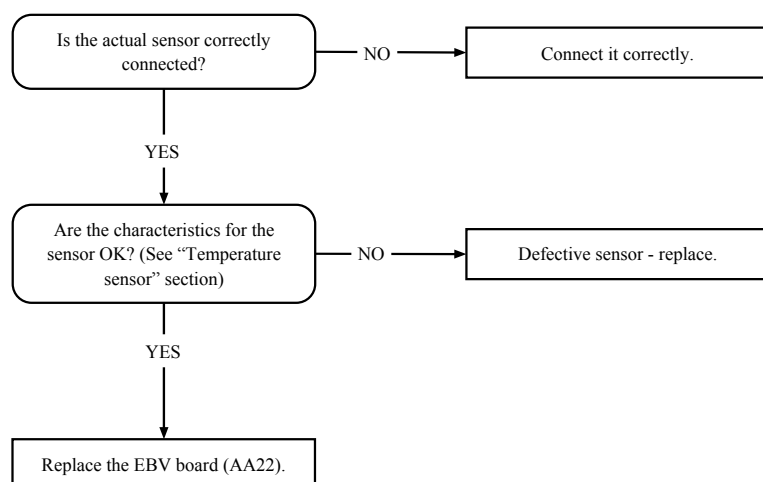 Is the actual sensor correctly
connected?
NO
Connect it correctly.
YES
Are the characteristics for the
sensor OK? (See “Temperature
sensor” section)
NO
Defective sensor - replace.
YES
Replace the EBV board (AA22).